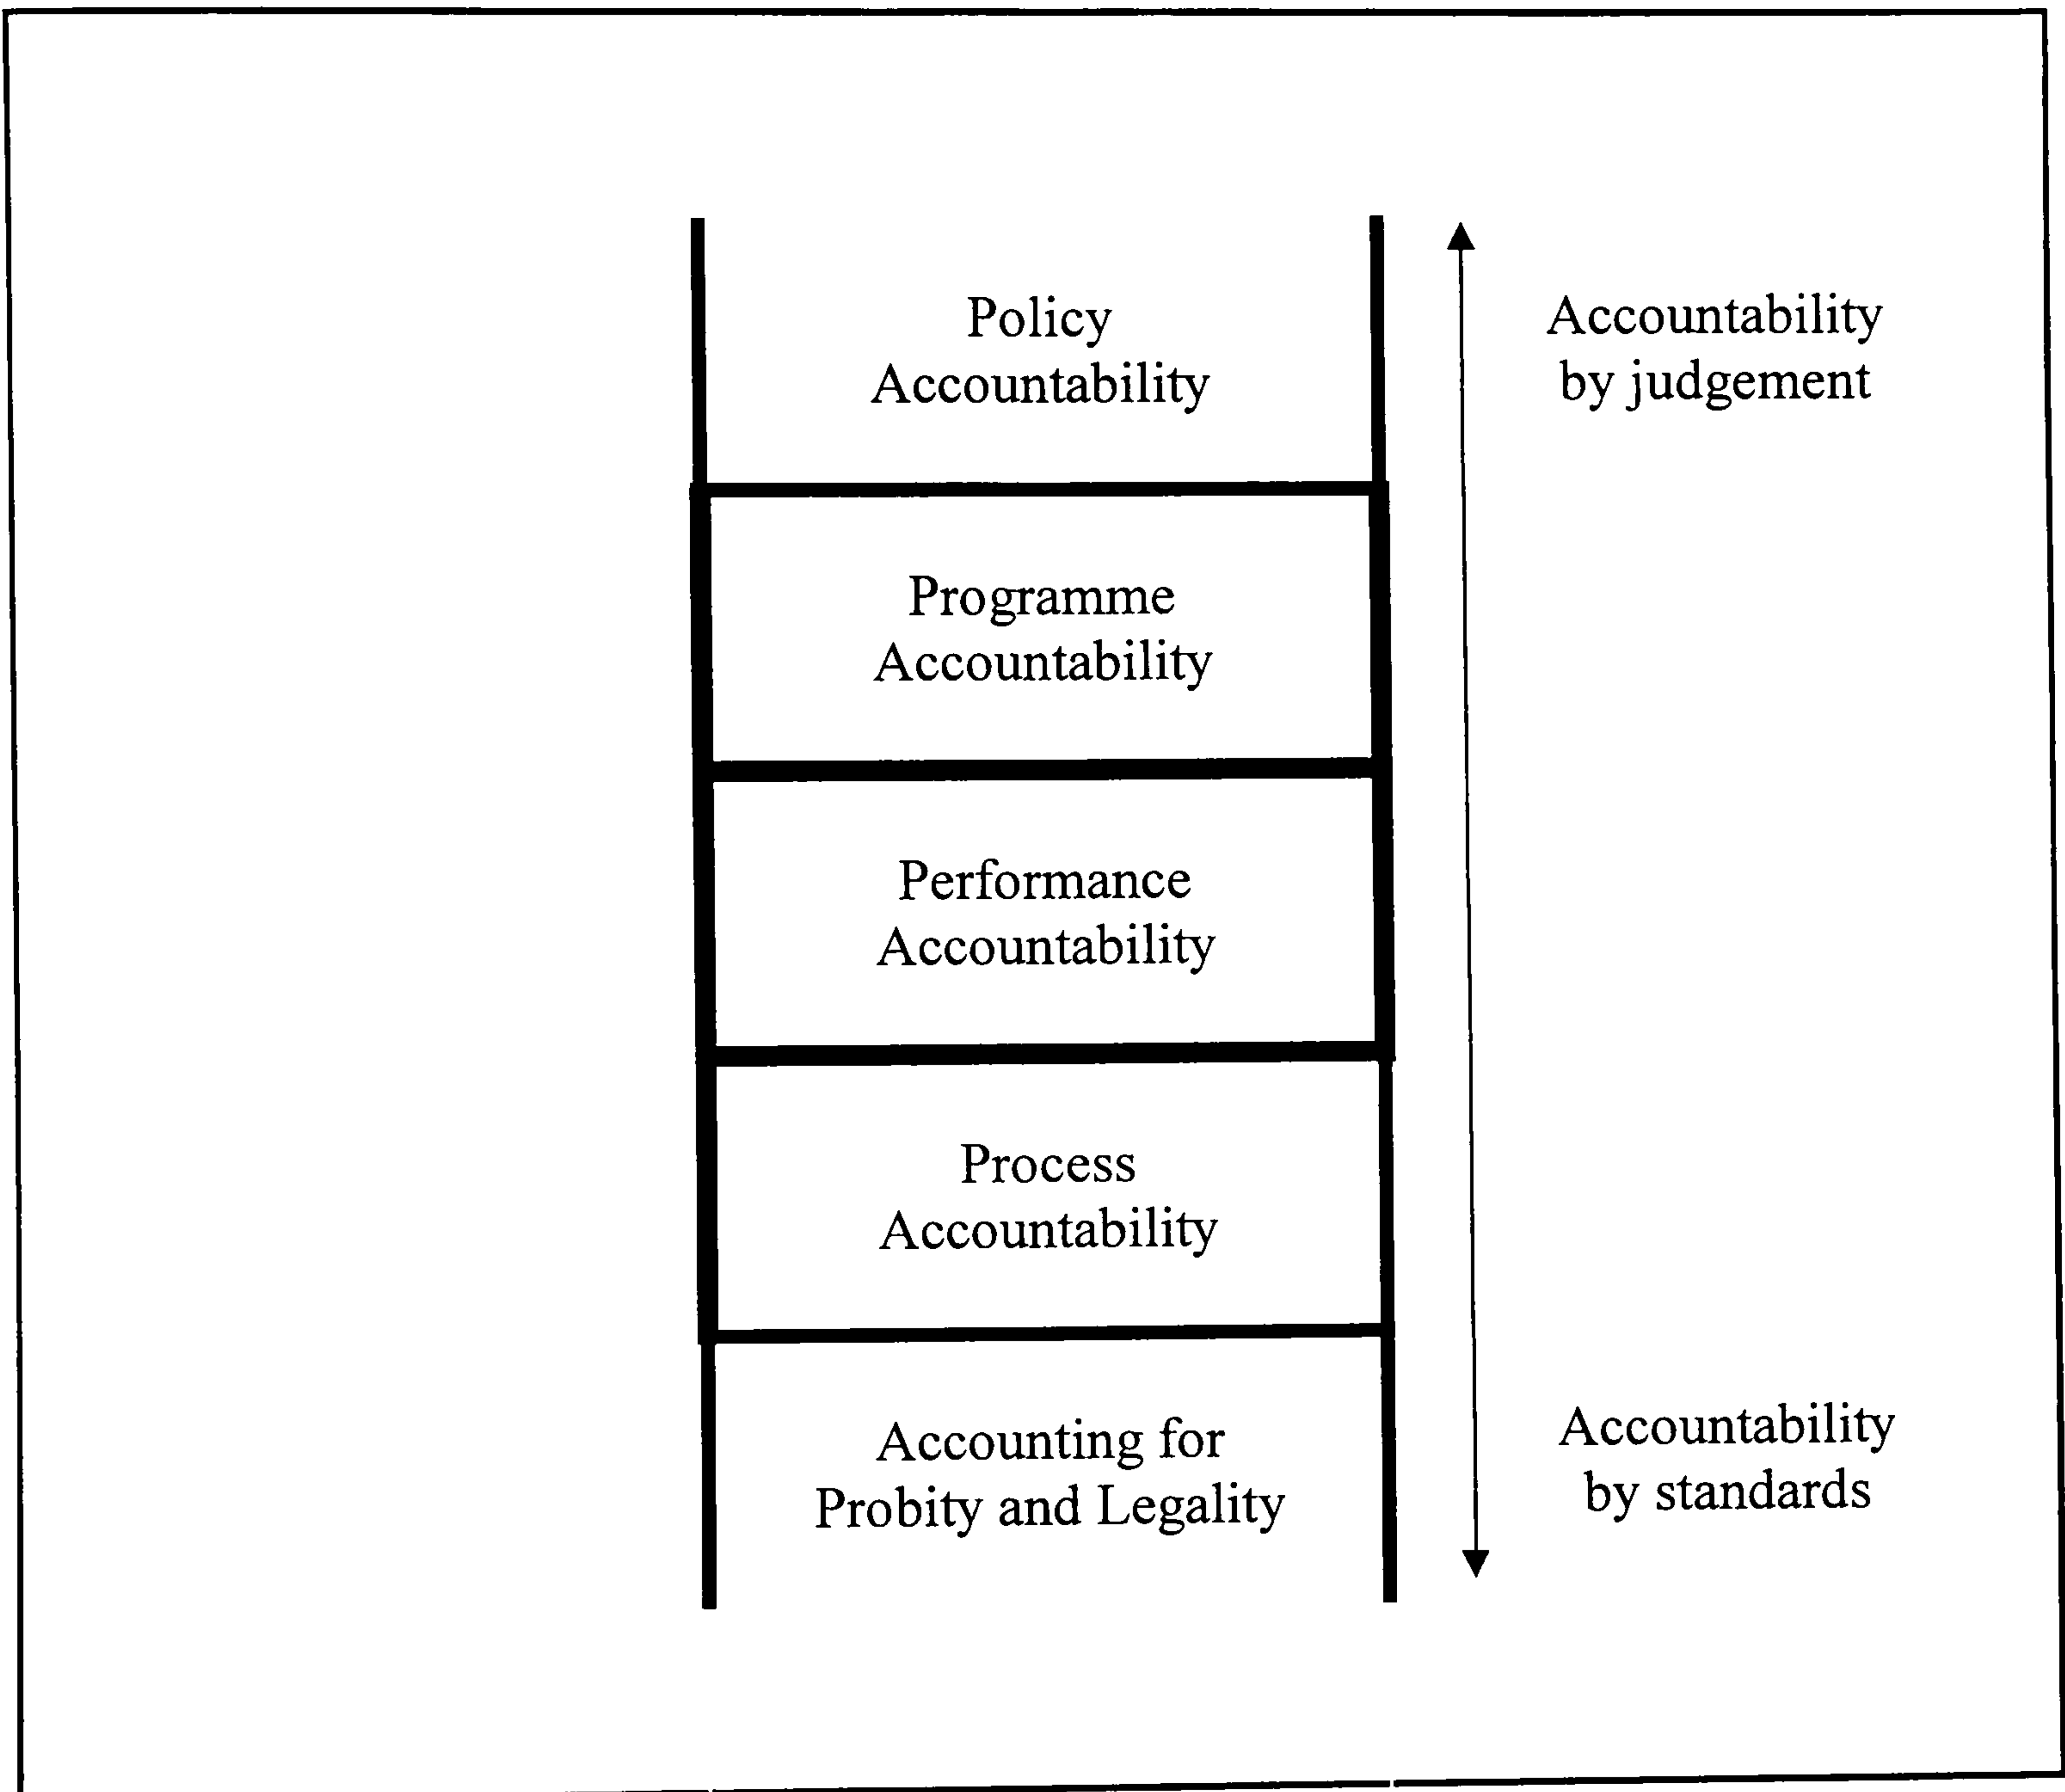 Policy
Accountability
Accountability
by judgement
Programme
Accountability
Performance
Accountability
Process
Accountability
Accounting for
Probity and Legality
Accountability
by standards